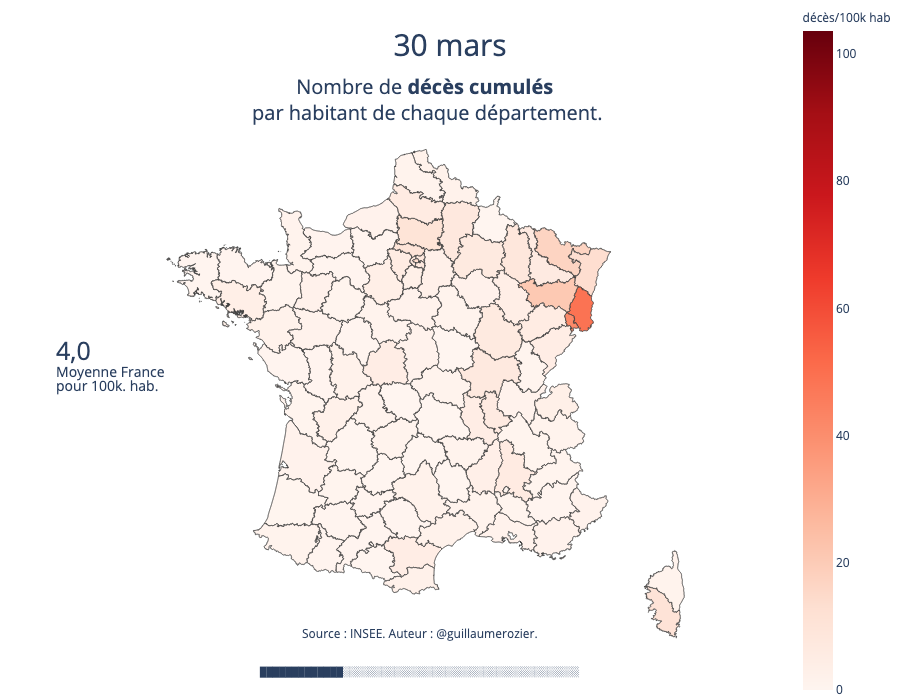 30 mars
Nombre de décès cumulés
par habitant de chaque département.
décès/100k hab
100
80
60
40
20
0
4,0
Moyenne France
pour 100k. hab.
Source : INSEE. Auteur : @guillaumerozier.